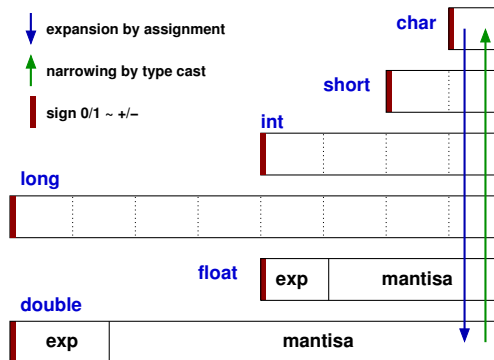 expansion by assignment
narrowing by type cast
sign 0/1 ~ +/−
char
short
int
long
float
exp
mantisa
double
exp
mantisa